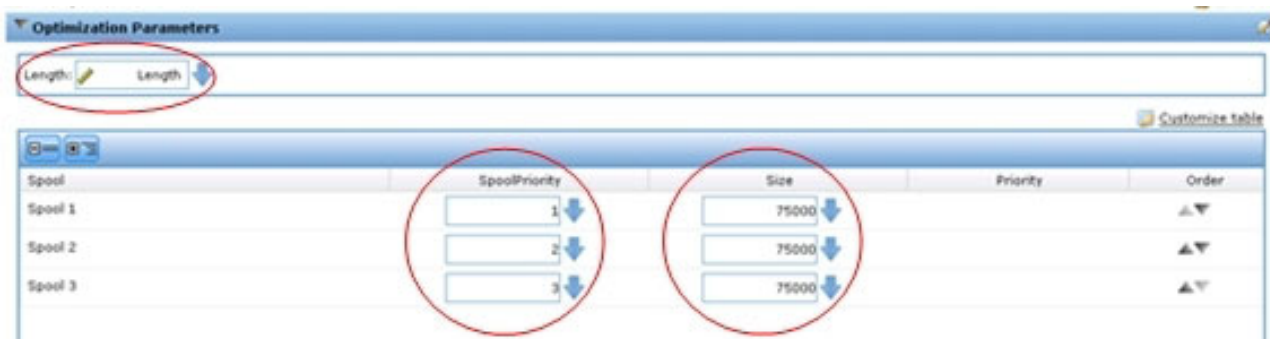 Optimization Parameters
Length: Length
Customize table
Spool SpoolPriority Size Priority Order
Spool 1 1 75000
Spool 2 2 75000
Spool 3 3 75000